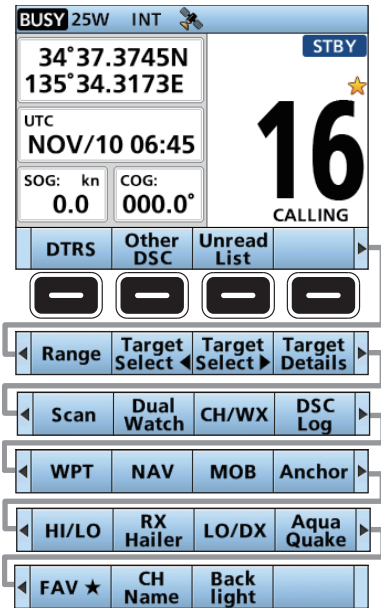 BUSY 25W INT
STBY
34°37.3745N
135°34.3173E
UTC
NOV/10 06:45
SOG: kn
0.0
COG:
000.0°
16
CALLING
DTRS Other DSC Unread List
Range Target Select ◀ Target Select ▶ Target Details
Scan Dual Watch CH/WX DSC Log
WPT NAV MOB Anchor
HI/LO RX Hailer LO/DX Aqua Quake
FAV ★ CH Name Back light